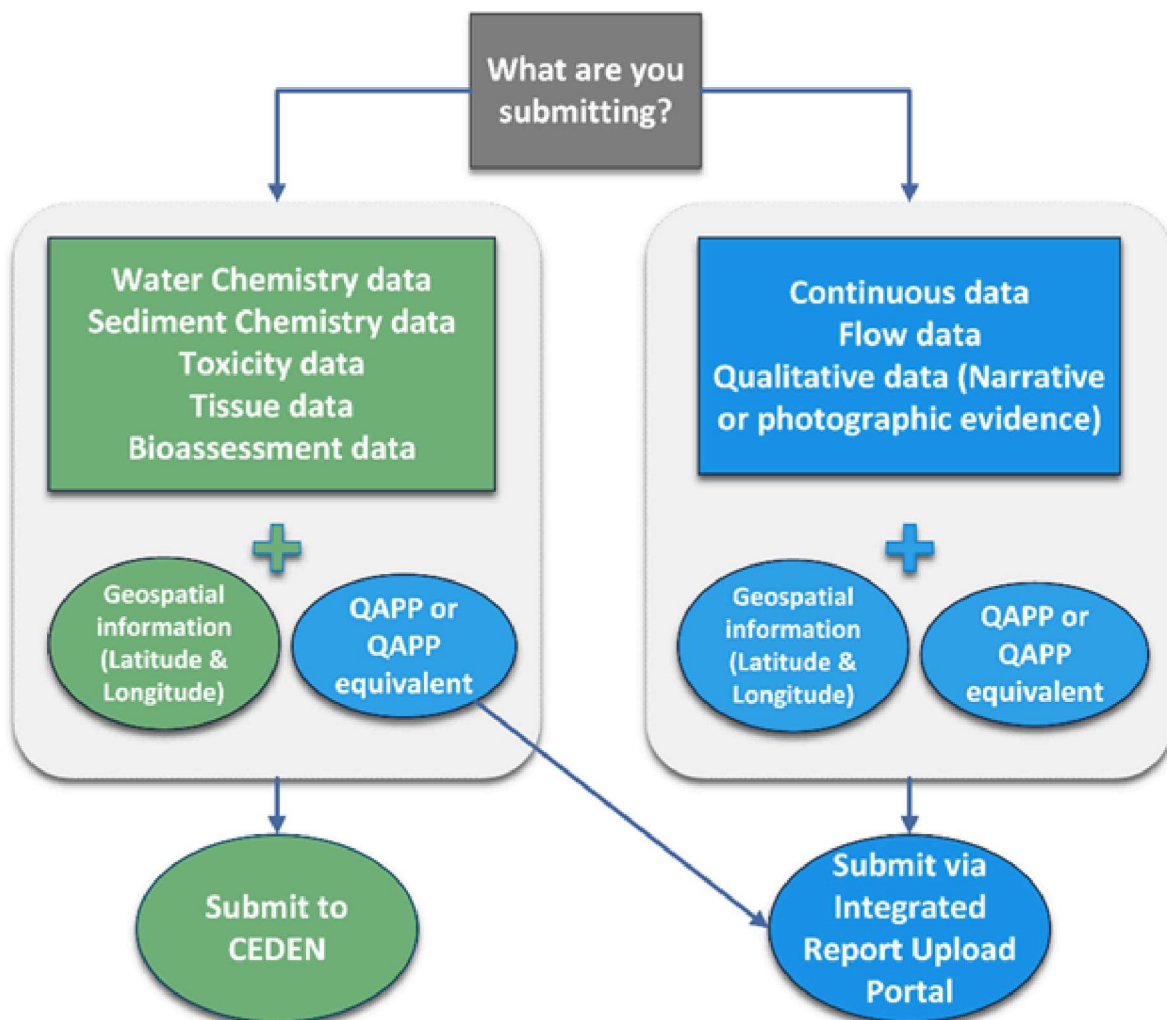 What are you
submitting?
Water Chemistry data
Sediment Chemistry data
Toxicity data
Tissue data
Bioassessment data
Geospatial
information
(Latitude &
Longitude)
QAPP or
QAPP
equivalent
Submit to
CEDEN
Continuous data
Flow data
Qualitative data (Narrative
or photographic evidence)
Geospatial
information
(Latitude &
Longitude)
QAPP or
QAPP
equivalent
Submit via
Integrated
Report Upload
Portal